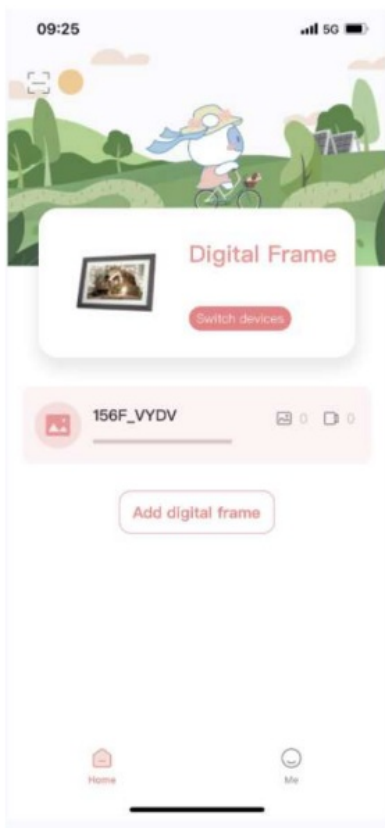 09:25
5G
Digital Frame
Switch devices
156F_VYDV
0
0
Add digital frame
Home
Me